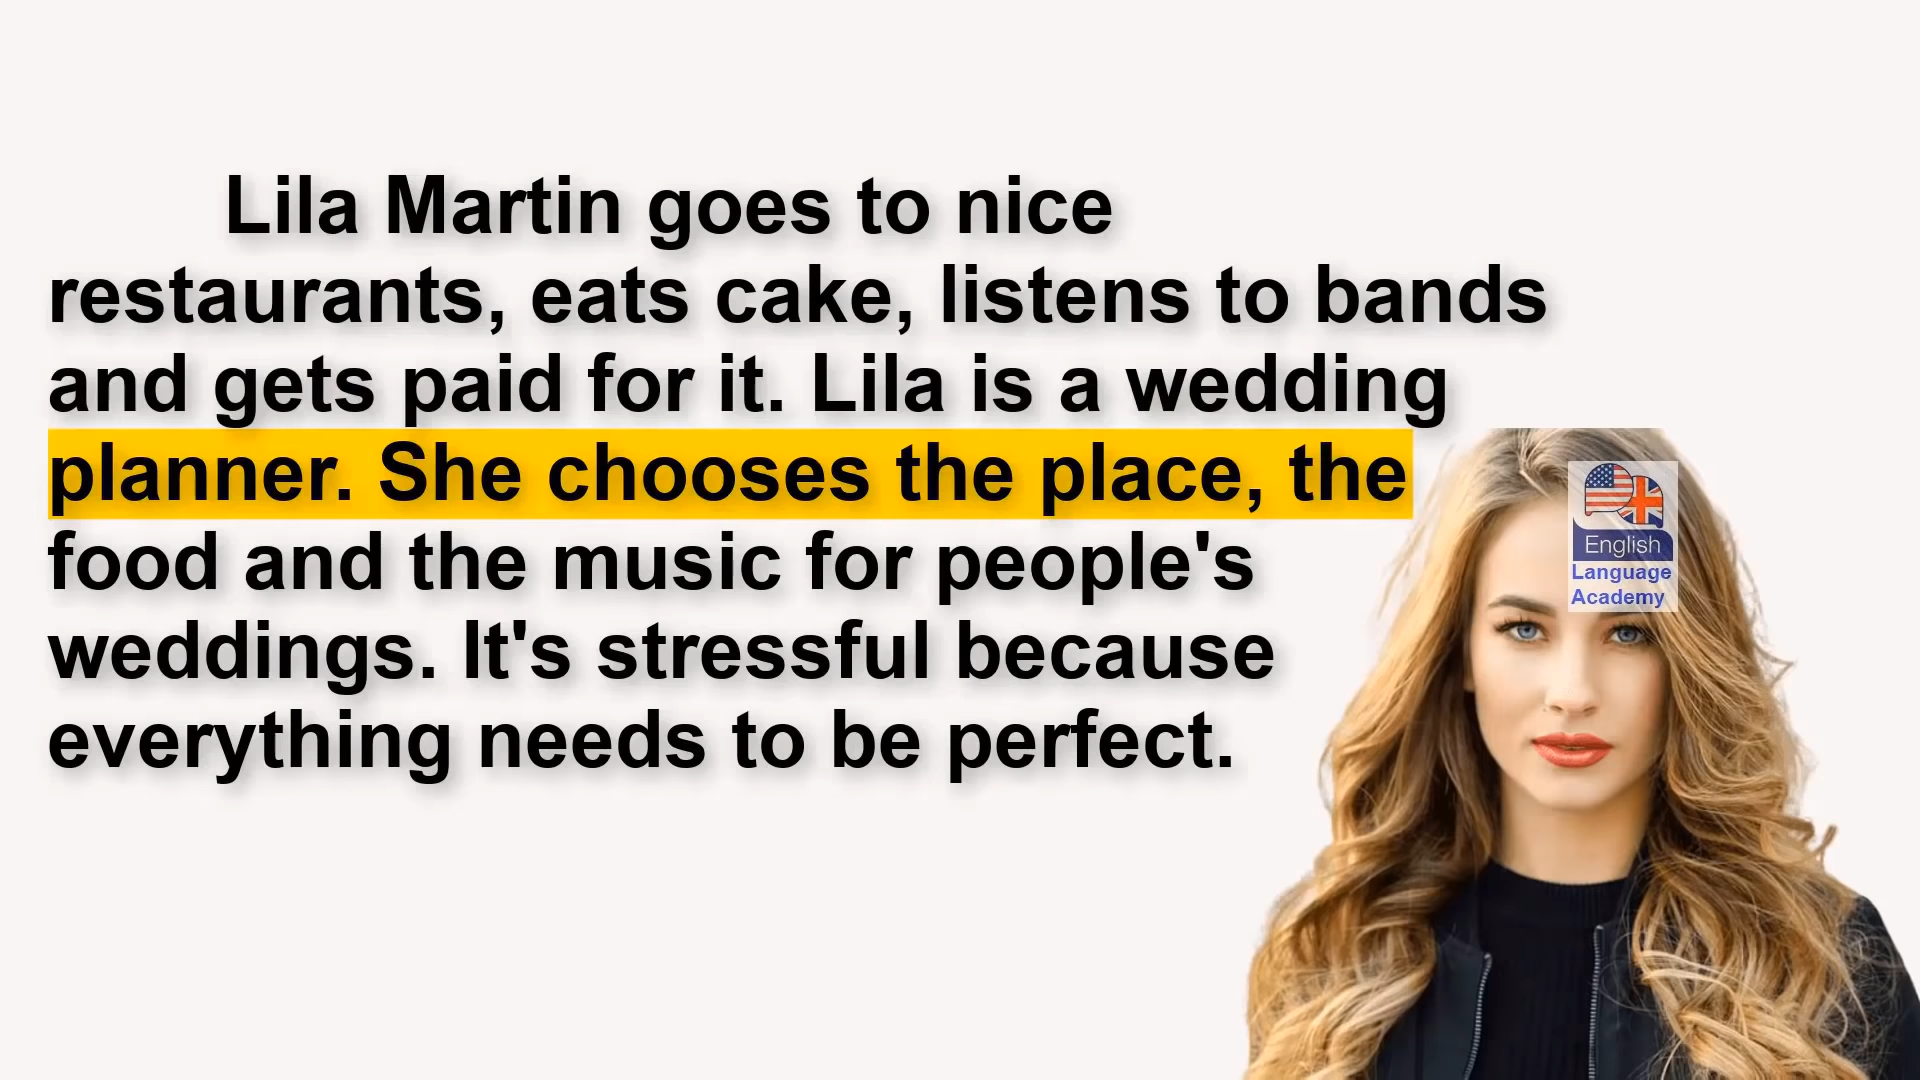 Lila Martin goes to nice
restaurants, eats cake, listens to bands
and gets paid for it. Lila is a wedding
planner. She chooses the place, the
food and the music for people's
weddings. It's stressful because
everything needs to be perfect.
English
Language
Academy